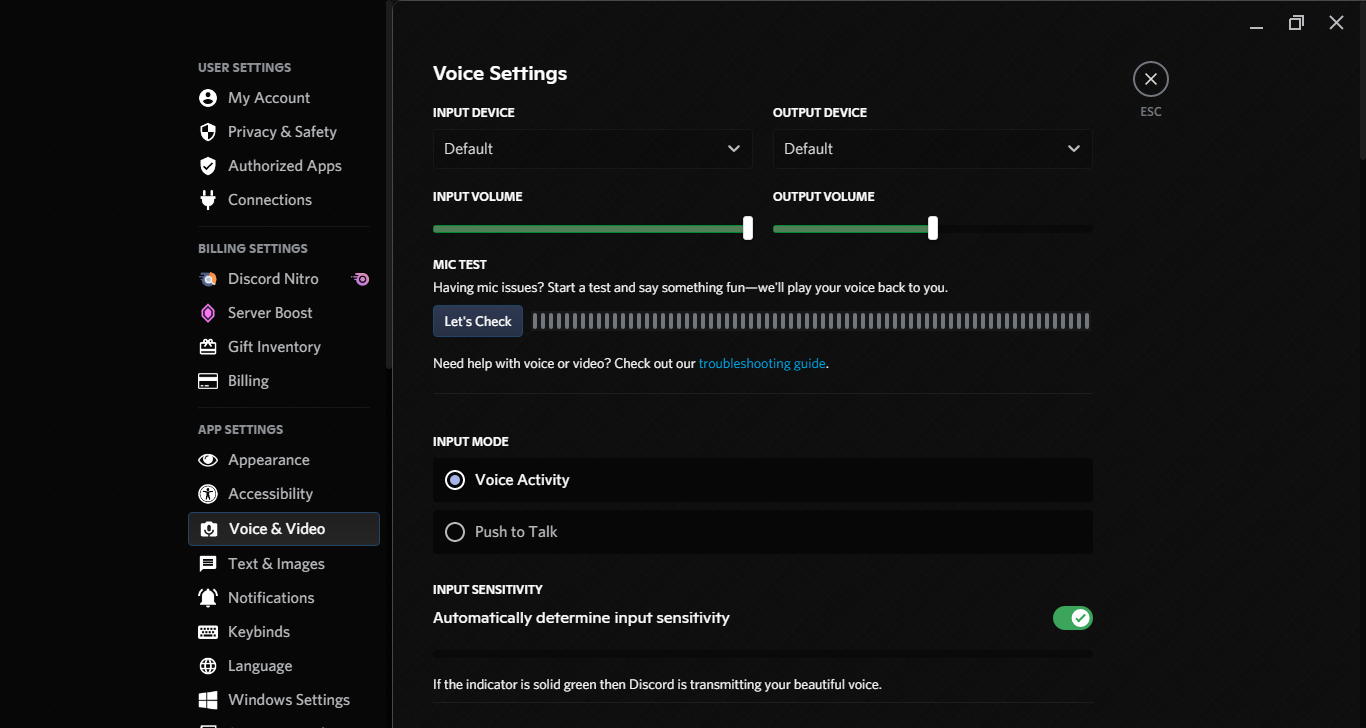 USER SETTINGS
My Account
Privacy & Safety
Authorized Apps
Connections
BILLING SETTINGS
Discord Nitro
Server Boost
Gift Inventory
Billing
APP SETTINGS
Appearance
Accessibility
Voice & Video
Text & Images
Notifications
Keybinds
Language
Windows Settings
Voice Settings
ESC
INPUT DEVICE
OUTPUT DEVICE
Default
Default
INPUT VOLUME
OUTPUT VOLUME
MIC TEST
Having mic issues? Start a test and say something fun—we'll play your voice back to you.
Let's Check
Need help with voice or video? Check out our troubleshooting guide.
INPUT MODE
Voice Activity
Push to Talk
INPUT SENSITIVITY
Automatically determine input sensitivity
If the indicator is solid green then Discord is transmitting your beautiful voice.